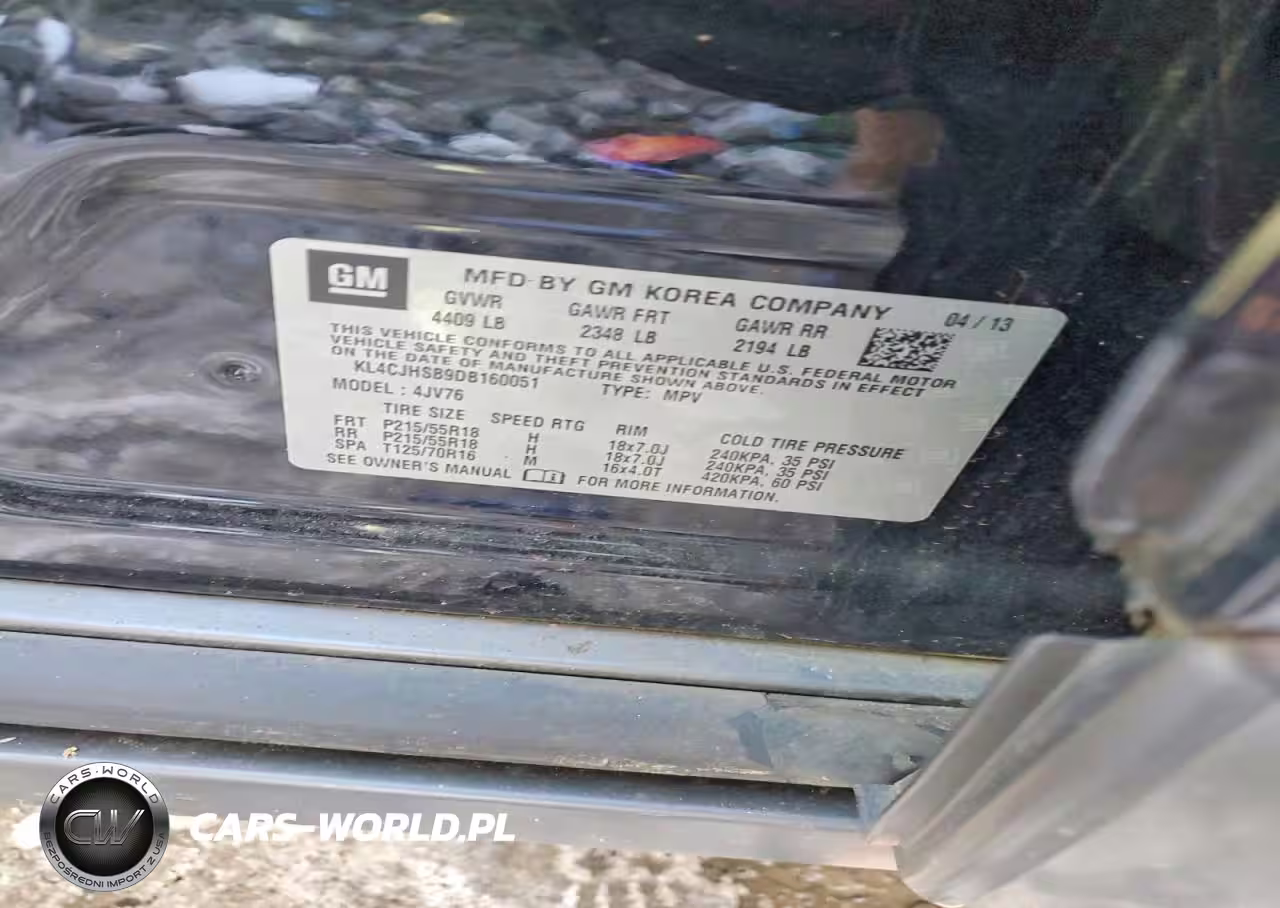 GM
MFD BY GM KOREA COMPANY
04 / 13
GVWR GAWR FRT GAWR RR
4409 LB 2348 LB 2194 LB
THIS VEHICLE CONFORMS TO ALL APPLICABLE U.S. FEDERAL MOTOR
VEHICLE SAFETY AND THEFT PREVENTION STANDARDS IN EFFECT
ON THE DATE OF MANUFACTURE SHOWN ABOVE.
KL4CJHSB9DB160051 TYPE: MPV
MODEL : 4JV76
TIRE SIZE SPEED RTG RIM COLD TIRE PRESSURE
FRT P215/55R18 H 18x7.0J 240KPA, 35 PSI
RR P215/55R18 H 18x7.0J 240KPA, 35 PSI
SPA T125/70R16 M 16x4.0T 420KPA, 60 PSI
SEE OWNER'S MANUAL FOR MORE INFORMATION.
CARS-WORLD
CW
BEZPOŚREDNI IMPORT Z USA
CARS-WORLD.PL